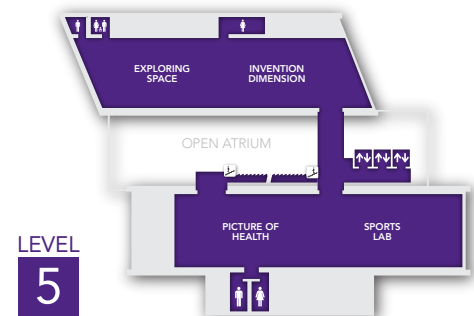 EXPLORING
SPACE
INVENTION
DIMENSION
OPEN ATRIUM
PICTURE OF
HEALTH
SPORTS
LAB
LEVEL
5